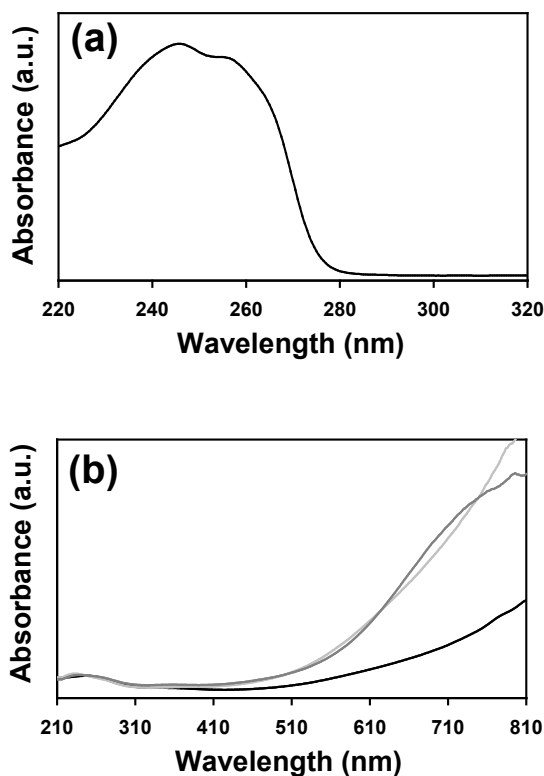 (a)
Absorbance (a.u.)
220 240 260 280 300 320
Wavelength (nm)
(b)
Absorbance (a.u.)
210 310 410 510 610 710 810
Wavelength (nm)